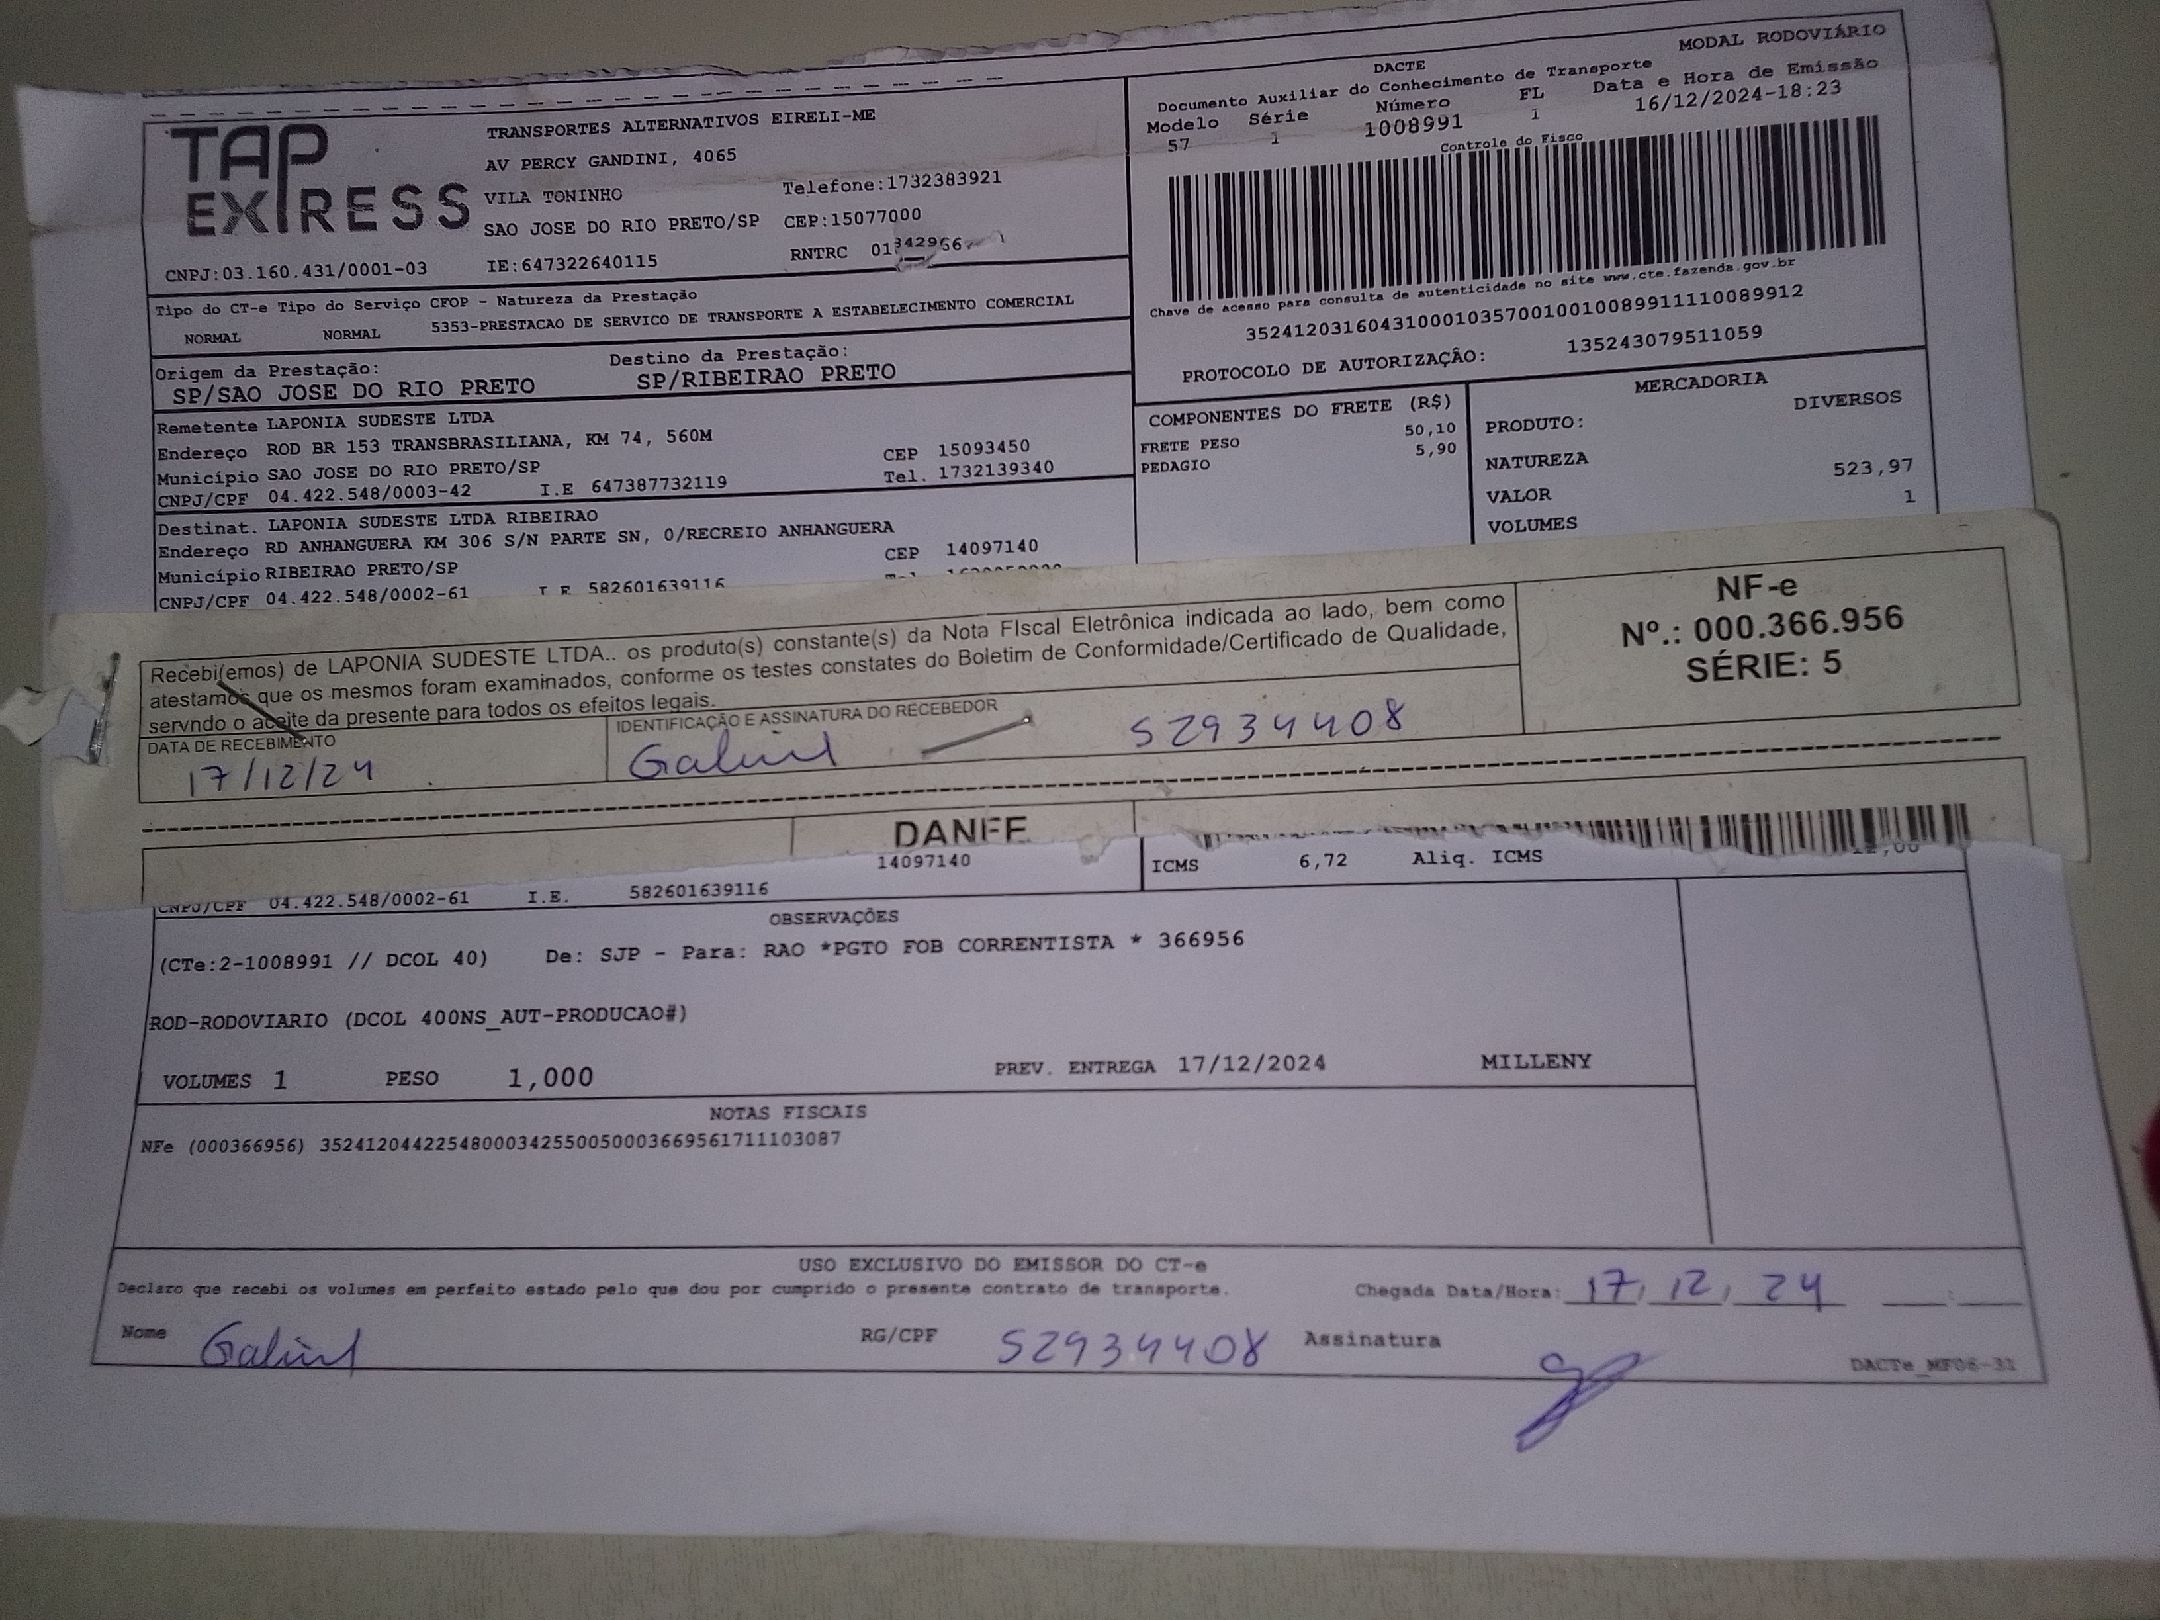 TAP EXPRESS
TRANSPORTES ALTERNATIVOS EIRELI-ME
AV PERCY GANDINI, 4065
VILA TONINHO Telefone:1732383921
SAO JOSE DO RIO PRETO/SP CEP:15077000
CNPJ:03.160.431/0001-03 IE:647322640115 RNTRC
DACTE MODAL RODOVIÁRIO
Documento Auxiliar do Conhecimento de Transporte
Modelo Série Número FL Data e Hora de Emissão
57 1 1008991 1 16/12/2024-18:23
Controle do Fisco
Chave de acesso para consulta de autenticidade no site www.cte.fazenda.gov.br
35241203160431000103570010010089911110089912
PROTOCOLO DE AUTORIZAÇÃO: 135243079511059
Tipo do CT-e Tipo do Serviço CFOP - Natureza da Prestação
NORMAL NORMAL 5353-PRESTACAO DE SERVICO DE TRANSPORTE A ESTABELECIMENTO COMERCIAL
Origem da Prestação: Destino da Prestação:
SP/SAO JOSE DO RIO PRETO SP/RIBEIRAO PRETO
Remetente LAPONIA SUDESTE LTDA
Endereço ROD BR 153 TRANSBRASILIANA, KM 74, 560M
Município SAO JOSE DO RIO PRETO/SP CEP 15093450
CNPJ/CPF 04.422.548/0003-42 I.E 647387732119 Tel. 1732139340
Destinat. LAPONIA SUDESTE LTDA RIBEIRAO
Endereço RD ANHANGUERA KM 306 S/N PARTE SN, 0/RECREIO ANHANGUERA
Município RIBEIRAO PRETO/SP CEP 14097140
CNPJ/CPF 04.422.548/0002-61 I.E 582601639116
COMPONENTES DO FRETE (R$)
FRETE PESO 50,10
PEDAGIO 5,90
MERCADORIA
PRODUTO: DIVERSOS
NATUREZA
VALOR 523,97
VOLUMES 1
Recebi(emos) de LAPONIA SUDESTE LTDA.. os produto(s) constante(s) da Nota FIscal Eletrônica indicada ao lado, bem como
atestamos que os mesmos foram examinados, conforme os testes constates do Boletim de Conformidade/Certificado de Qualidade,
servndo o aceite da presente para todos os efeitos legais.
DATA DE RECEBIMENTO IDENTIFICAÇÃO E ASSINATURA DO RECEBEDOR
17/12/24 Gabriel 52934408
NF-e
Nº.: 000.366.956
SÉRIE: 5
DANFE
14097140
CNPJ/CPF 04.422.548/0002-61 I.E. 582601639116
ICMS 6,72 Aliq. ICMS
OBSERVAÇÕES
(CTe:2-1008991 // DCOL 40) De: SJP - Para: RAO *PGTO FOB CORRENTISTA * 366956
ROD-RODOVIARIO (DCOL 400NS_AUT-PRODUCAO#)
VOLUMES 1 PESO 1,000 PREV. ENTREGA 17/12/2024 MILLENY
NOTAS FISCAIS
NFe (000366956) 35241204422548000342550050003669561711103087
USO EXCLUSIVO DO EMISSOR DO CT-e
Declaro que recebi os volumes em perfeito estado pelo que dou por cumprido o presente contrato de transporte. Chegada Data/Hora: 17, 12, 24
Nome Gabriel RG/CPF 52934408 Assinatura
DACTe_MF06-31